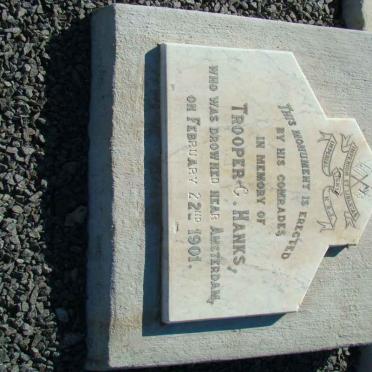 THIS MONUMENT IS ERECTED
BY HIS COMRADES
IN MEMORY OF
TROOPER C. HANKS,
WHO WAS DROWNED NEAR AMSTERDAM,
ON FEBRUARY 22ND 1901.